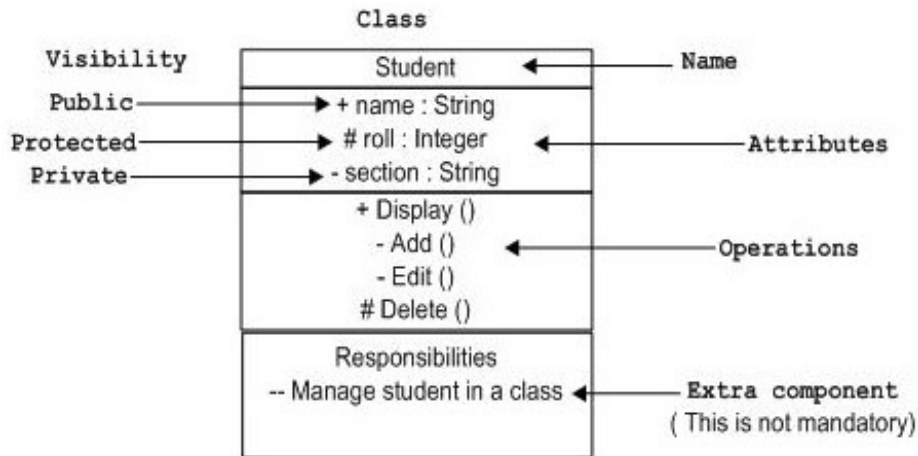 Class
Visibility
Student
Name
Public
+ name : String
Protected
# roll : Integer
Attributes
Private
- section : String
+ Display ()
- Add ()
Operations
- Edit ()
# Delete ()
Responsibilities
-- Manage student in a class
Extra component
( This is not mandatory)